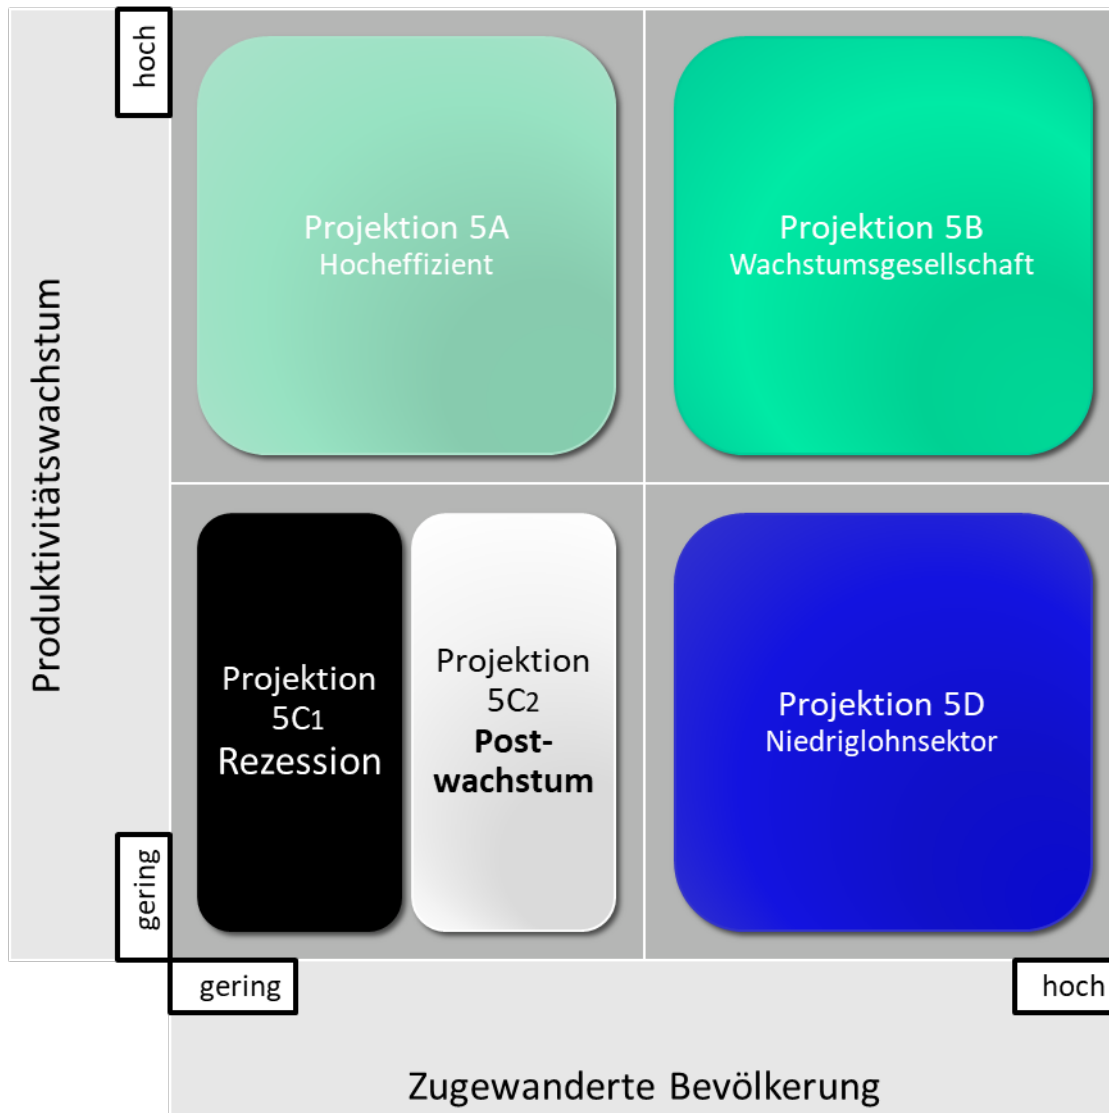 hoch
Projektion 5A
Hocheffizient
Projektion 5B
Wachstumsgesellschaft
Produktivitätswachstum
Projektion
5C1
Rezession
Projektion
5C2
Post-
wachstum
Projektion 5D
Niedriglohnsektor
gering
gering
hoch
Zugewanderte Bevölkerung